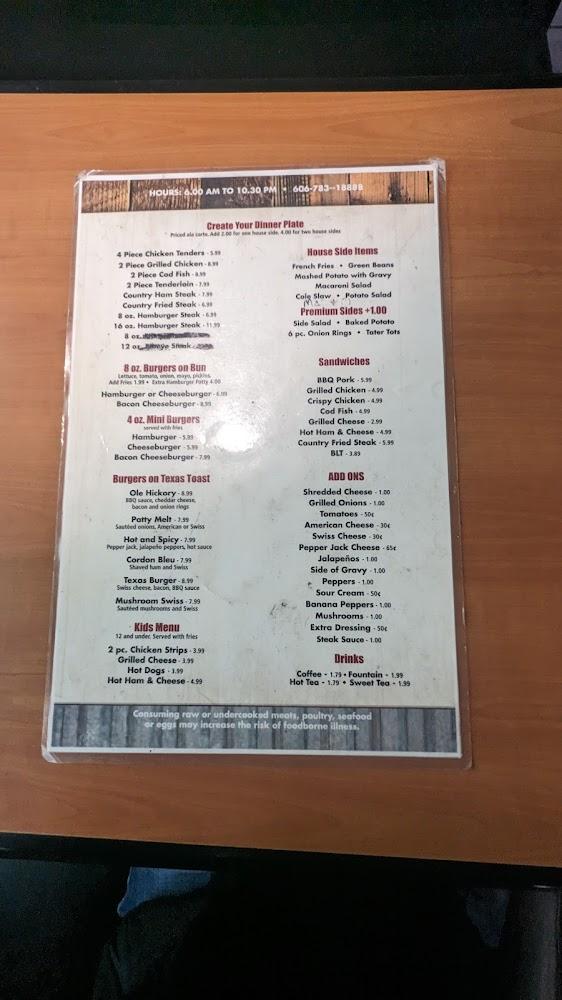 HOURS: 6.00 AM TO 10.30 PM • 606-783--18888
Create Your Dinner Plate
Priced ala carte. Add 2.00 for one house side. 4.00 for two house sides
4 Piece Chicken Tenders - 5.99
2 Piece Grilled Chicken - 8.99
2 Piece Cod Fish - 8.99
2 Piece Tenderloin - 7.99
Country Ham Steak - 7.99
Country Fried Steak - 6.99
8 oz. Hamburger Steak - 6.99
16 oz. Hamburger Steak - 11.99
8 oz.
12 oz. Ribeye Steak
8 oz. Burgers on Bun
Lettuce, tomato, onion, mayo, pickles.
Add Fries 1.99 • Extra Hamburger Patty 4.00
Hamburger or Cheeseburger - 6.99
Bacon Cheeseburger - 8.99
4 oz. Mini Burgers
served with fries
Hamburger - 5.99
Cheeseburger - 5.99
Bacon Cheeseburger - 7.99
Burgers on Texas Toast
Ole Hickory - 8.99
BBQ sauce, cheddar cheese,
bacon and onion rings
Patty Melt - 7.99
Sautéed onions, American or Swiss
Hot and Spicy - 7.99
Pepper jack, jalapeño peppers, hot sauce
Cordon Bleu - 7.99
Shaved ham and Swiss
Texas Burger - 8.99
Swiss cheese, bacon, BBQ sauce
Mushroom Swiss - 7.99
Sautéed mushrooms and Swiss
Kids Menu
12 and under. Served with fries
2 pc. Chicken Strips - 3.99
Grilled Cheese - 3.99
Hot Dogs - 3.99
Hot Ham & Cheese - 4.99
House Side Items
French Fries • Green Beans
Mashed Potato with Gravy
Macaroni Salad
Cole Slaw • Potato Salad
Premium Sides +1.00
Side Salad • Baked Potato
6 pc. Onion Rings • Tater Tots
Sandwiches
BBQ Pork - 5.99
Grilled Chicken - 4.99
Crispy Chicken - 4.99
Cod Fish - 4.99
Grilled Cheese - 2.99
Hot Ham & Cheese - 4.99
Country Fried Steak - 5.99
BLT - 3.89
ADD ONS
Shredded Cheese - 1.00
Grilled Onions - 1.00
Tomatoes - 50¢
American Cheese - 30¢
Swiss Cheese - 30¢
Pepper Jack Cheese - 65¢
Jalapeños - 1.00
Side of Gravy - 1.00
Peppers - 1.00
Sour Cream - 50¢
Banana Peppers - 1.00
Mushrooms - 1.00
Extra Dressing - 50¢
Steak Sauce - 1.00
Drinks
Coffee - 1.79 • Fountain - 1.99
Hot Tea - 1.79 • Sweet Tea - 1.99
Consuming raw or undercooked meats, poultry, seafood
or eggs may increase the risk of foodborne illness.